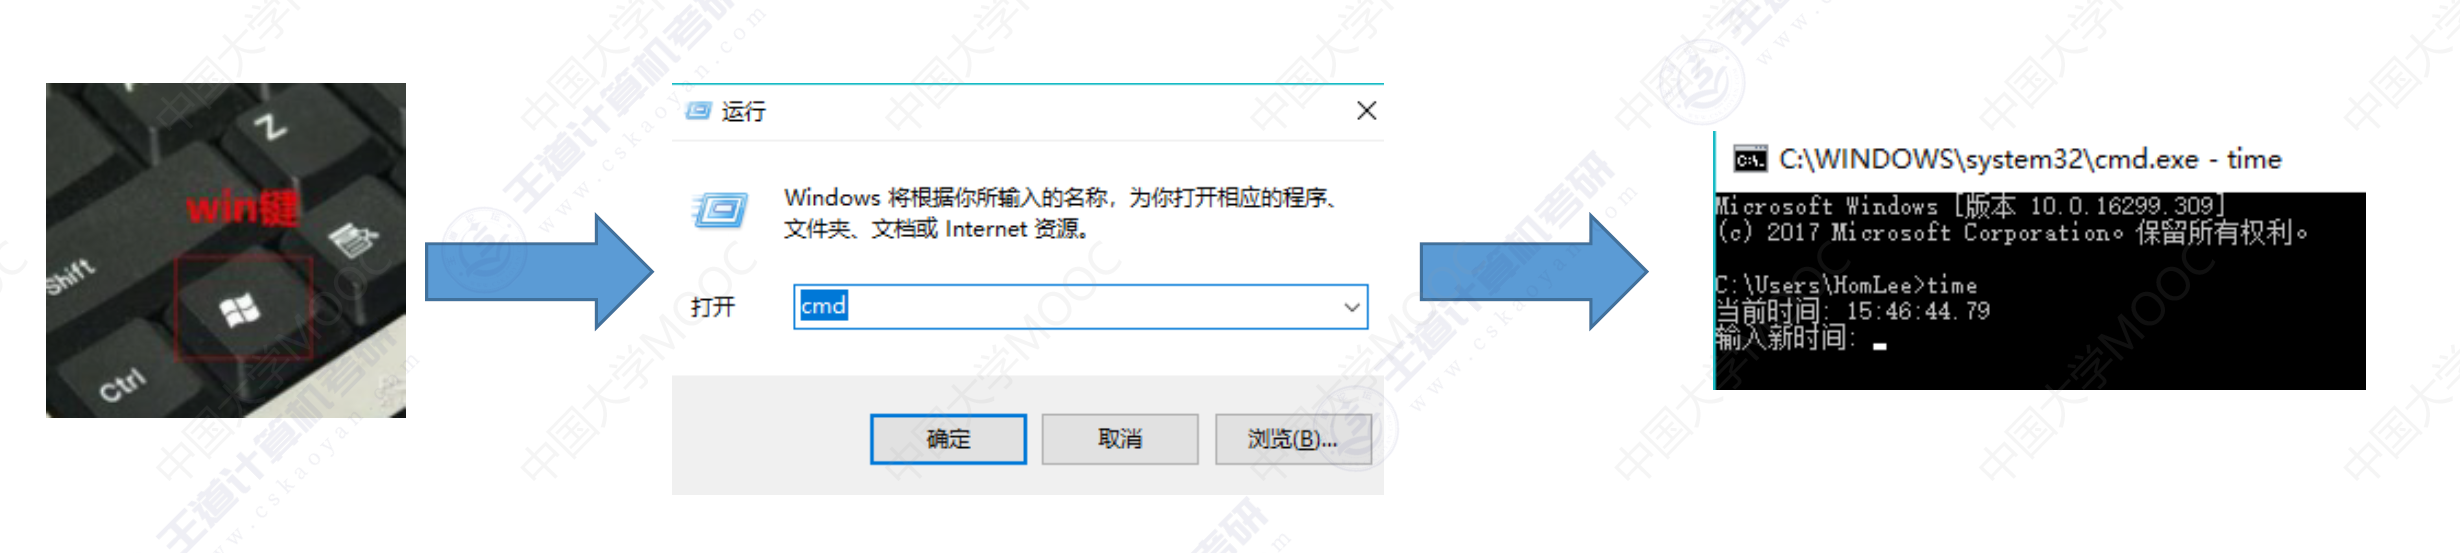 Z
win键
Shift
Ctrl
运行
Windows 将根据你所输入的名称，为你打开相应的程序、
文件夹、文档或 Internet 资源。
打开
cmd
确定
取消
浏览(B)...
C:\WINDOWS\system32\cmd.exe - time
Microsoft Windows [版本 10.0.16299.309]
(c) 2017 Microsoft Corporation。保留所有权利。
C:\Users\HomLee>time
当前时间: 15:46:44.79
输入新时间:
中国大学MOOC
王道计算机考研
www.cskaoyan.com